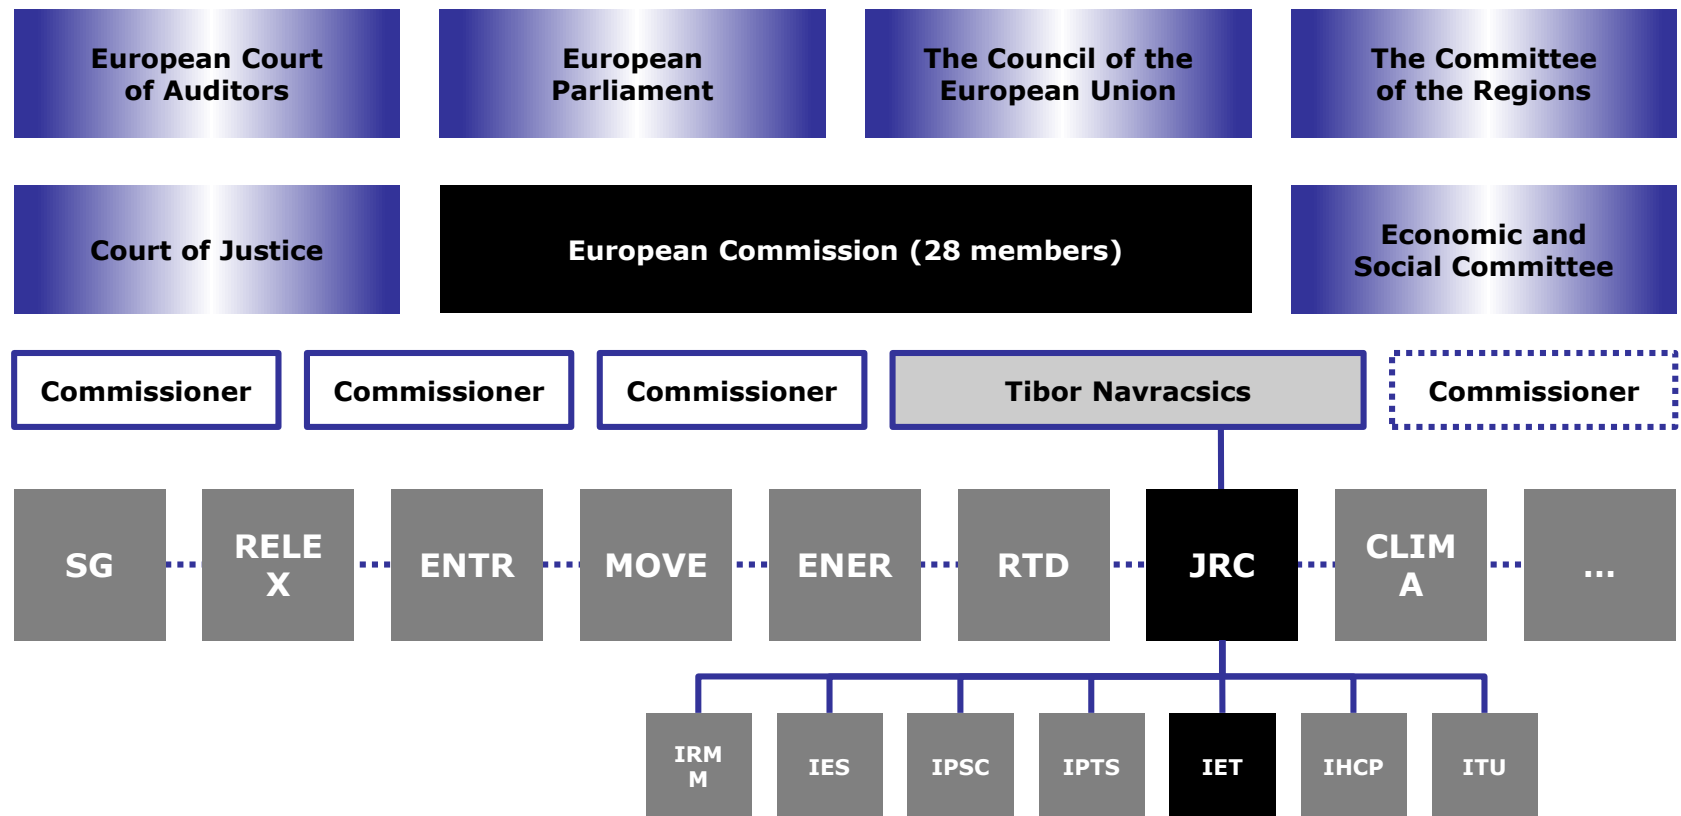 European Court
of Auditors
European
Parliament
The Council of the
European Union
The Committee
of the Regions
Court of Justice
European Commission (28 members)
Economic and
Social Committee
Commissioner
Commissioner
Commissioner
Tibor Navracsics
Commissioner
SG
RELE
X
ENTR
MOVE
ENER
RTD
JRC
CLIM
A
...
IRM
M
IES
IPSC
IPTS
IET
IHCP
ITU